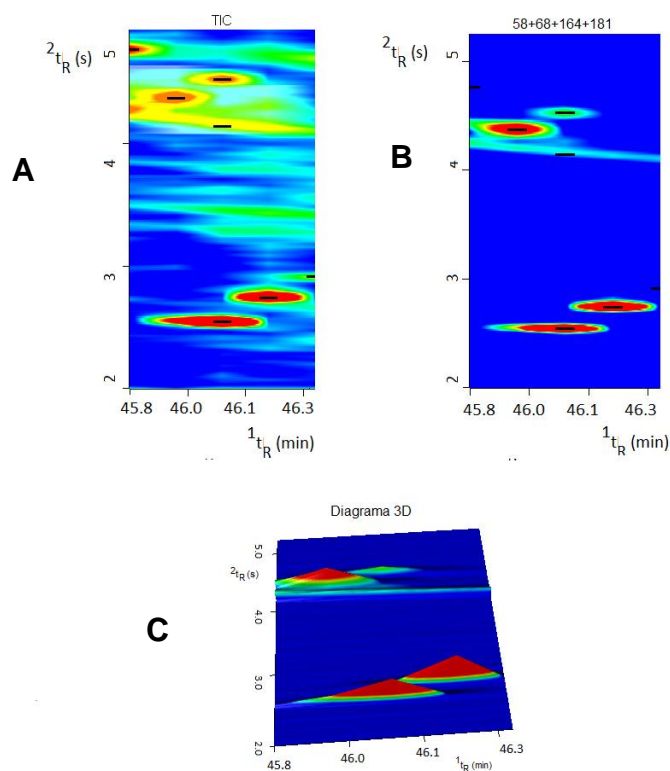 TIC
²tR (s)
5
4
3
2
45.8 46.0 46.1 46.3
¹tR (min)
A
58+68+164+181
²tR (s)
5
4
3
2
45.8 46.0 46.1 46.3
¹tR (min)
B
Diagrama 3D
²tR (s)
5.0
4.0
3.0
2.0
45.8 46.0 46.1 46.3
¹tR (min)
C